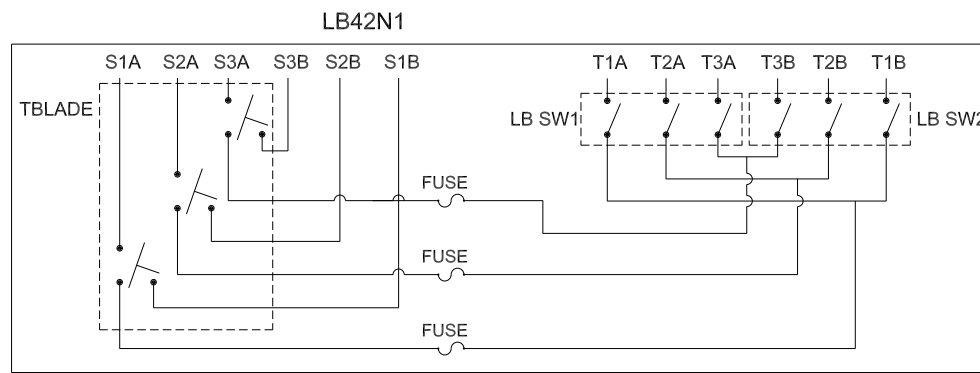 LB42N1
S1A S2A S3A S3B S2B S1B T1A T2A T3A T3B T2B T1B
TBLADE
LB SW1
LB SW2
FUSE
FUSE
FUSE